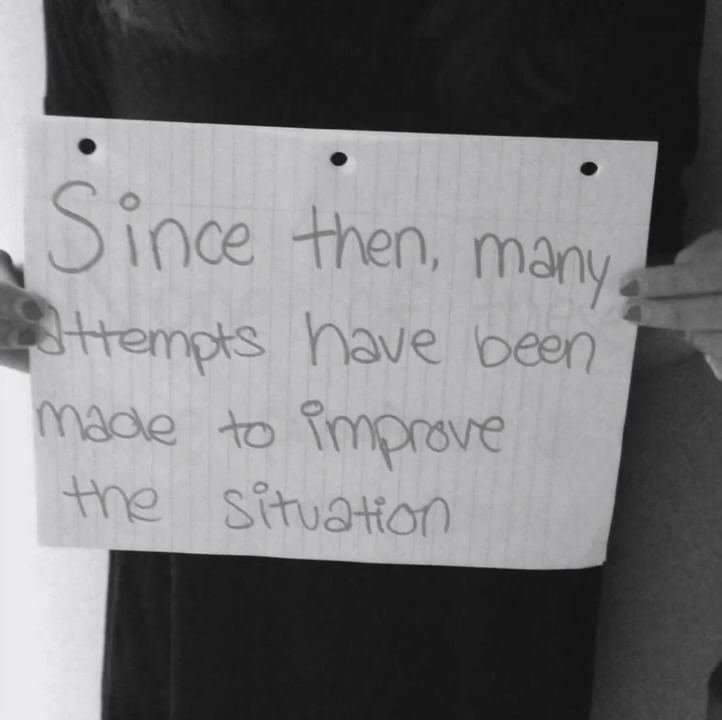 Since then, many
attempts have been
made to improve
the situation